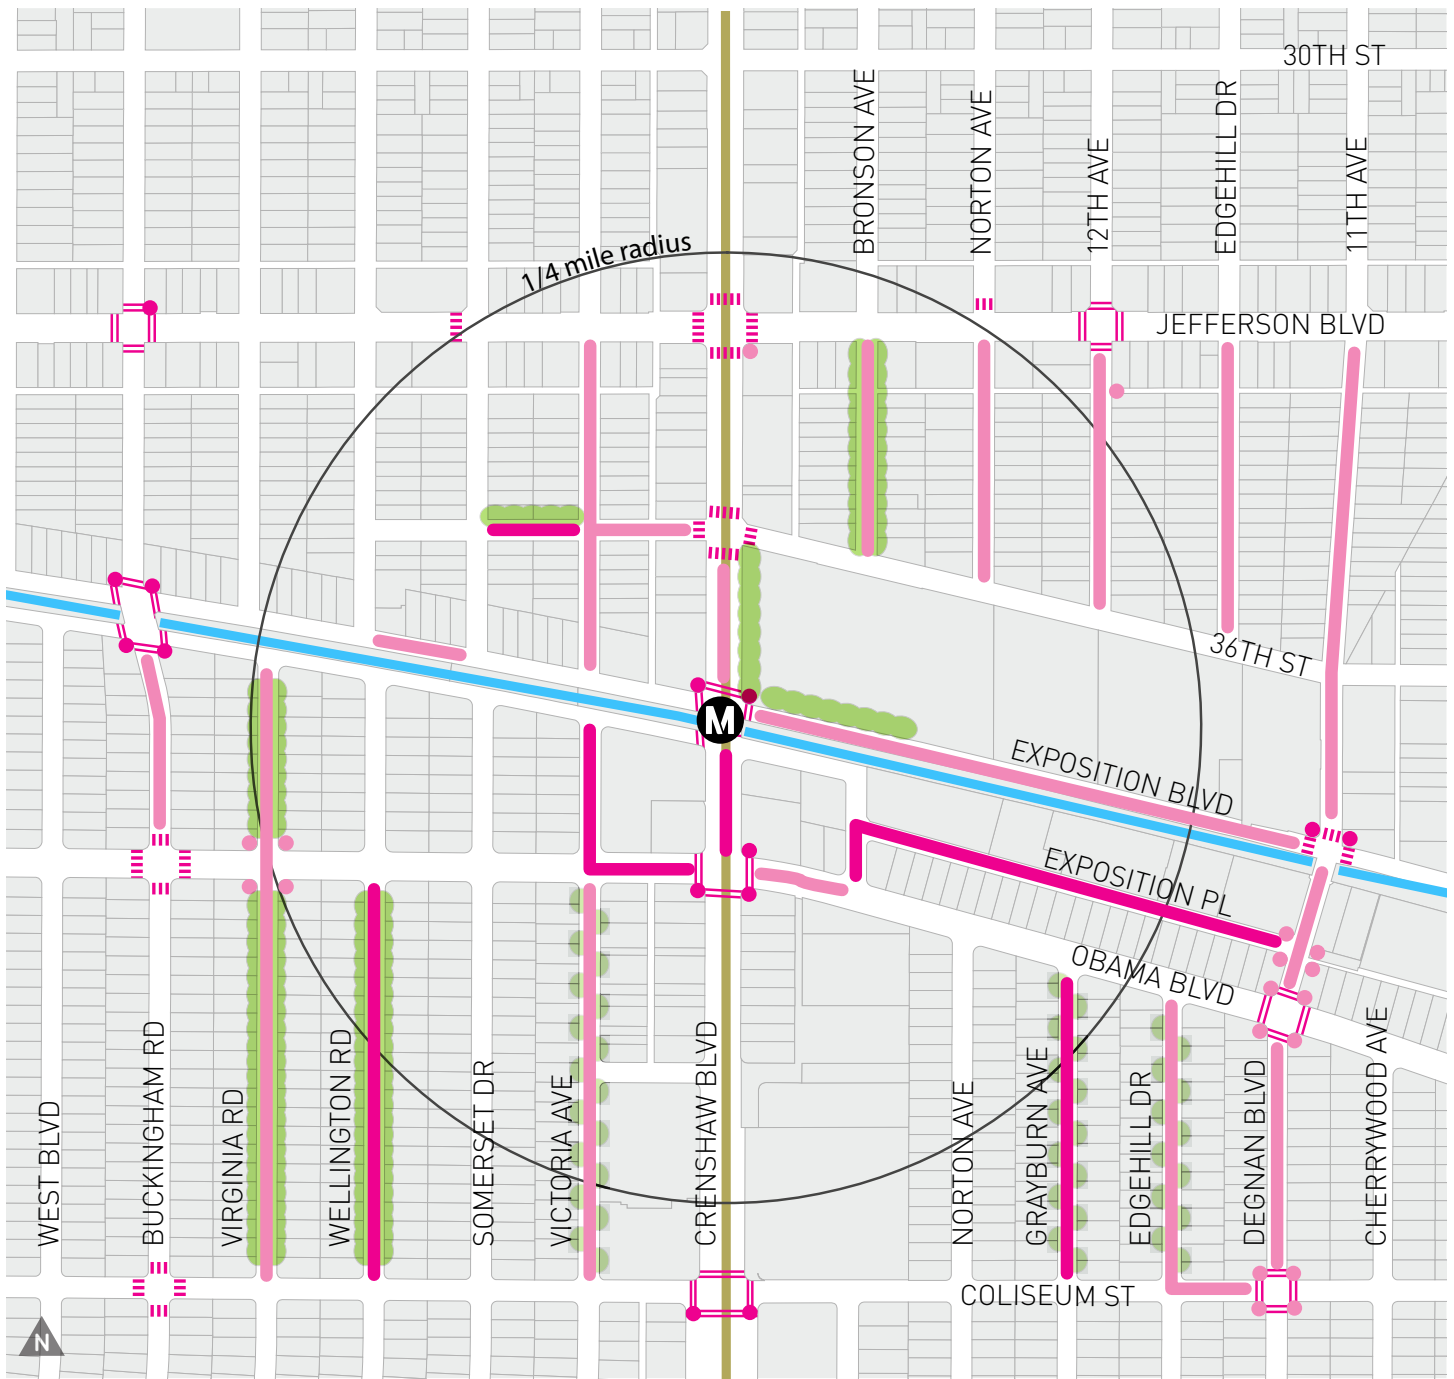 30TH ST
BRONSON AVE
NORTON AVE
12TH AVE
EDGEHILL DR
11TH AVE
1/4 mile radius
JEFFERSON BLVD
36TH ST
M
EXPOSITION BLVD
EXPOSITION PL
OBAMA BLVD
WEST BLVD
BUCKINGHAM RD
VIRGINIA RD
WELLINGTON RD
SOMERSET DR
VICTORIA AVE
CRENSHAW BLVD
NORTON AVE
GRAYBURN AVE
EDGEHILL DR
DEGNAN BLVD
CHERRYWOOD AVE
COLISEUM ST
N